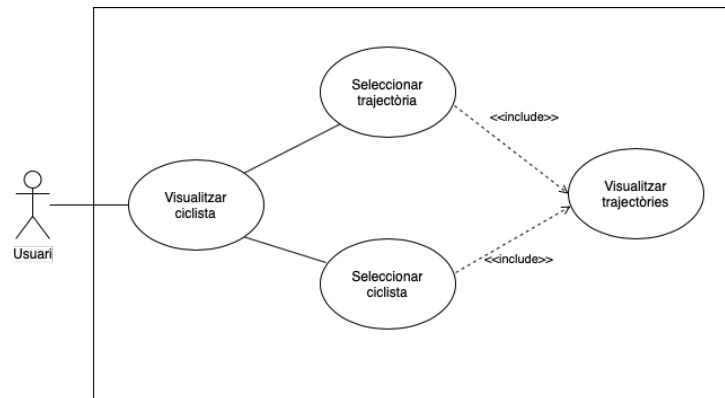 Seleccionar
trajectòria
<<include>>
Visualitzar
trajectòries
Visualitzar
ciclista
Usuari
Seleccionar
ciclista
<<include>>